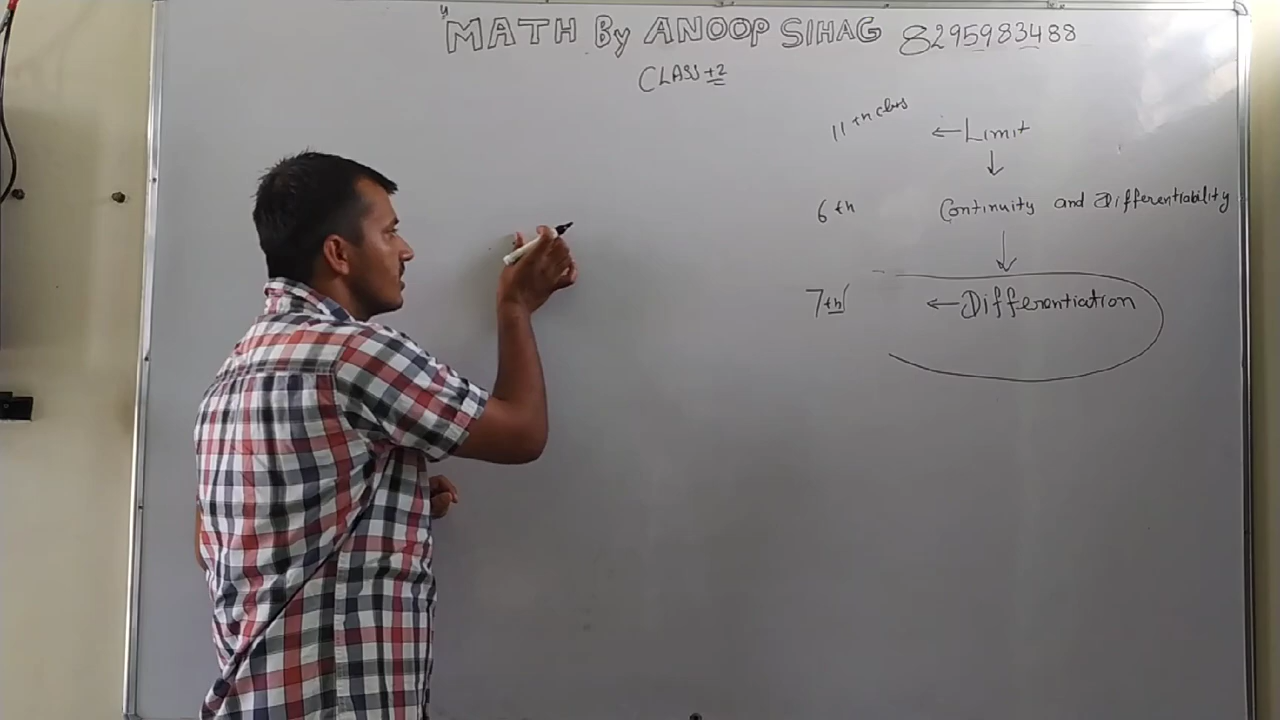 MATH By ANOOP SIHAG 8295983488
CLASS +2
11th class ← Limit
↓
6th Continuity and Differentiability
↓
7th ← Differentiation